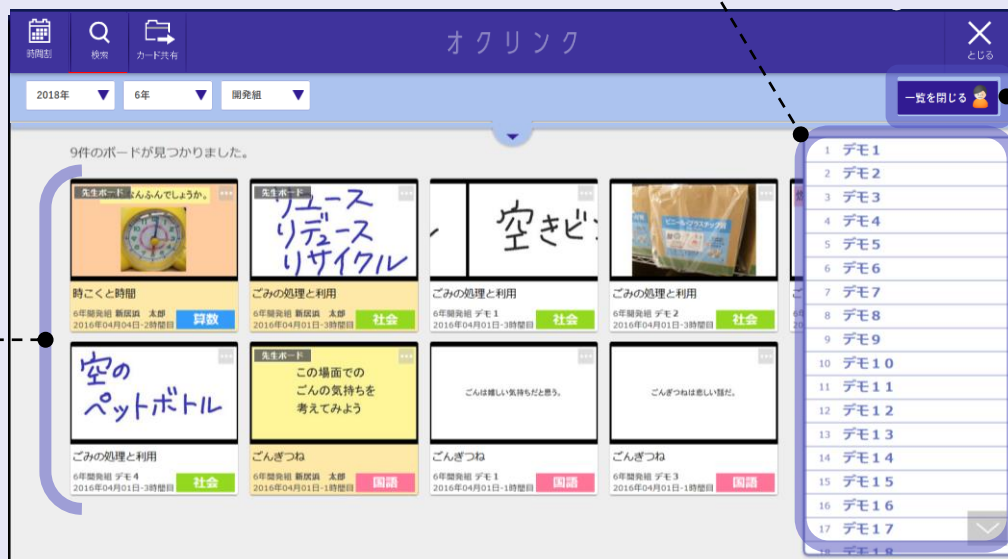 時間割
検索
カード共有
オクリンク
とじる
2018年
6年
開発組
一覧を閉じる
9件のボードが見つかりました。
先生ボード
なんふんでしょうか。
時こくと時間
6年開発組 新居浜 太郎
2016年04月04日-2時間目
算数
先生ボード
リユース
リデュース
リサイクル
ごみの処理と利用
6年開発組 新居浜 太郎
2016年04月01日-3時間目
社会
空きビ
ごみの処理と利用
6年開発組 デモ1
2016年04月01日-3時間目
社会
ごみの処理と利用
6年開発組 デモ2
2016年04月01日-3時間目
社会
空の
ペットボトル
ごみの処理と利用
6年開発組 デモ4
2016年04月01日-3時間目
社会
先生ボード
この場面での
ごんの気持ちを
考えてみよう
ごんぎつね
6年開発組 新居浜 太郎
2016年04月01日-1時間目
国語
ごんは嬉しい気持ちだと思う。
ごんぎつね
6年開発組 デモ1
2016年04月01日-1時間目
国語
ごんぎつねは悲しい話だ。
ごんぎつね
6年開発組 デモ3
2016年04月01日-1時間目
国語
1 デモ1
2 デモ2
3 デモ3
4 デモ4
5 デモ5
6 デモ6
7 デモ7
8 デモ8
9 デモ9
10 デモ10
11 デモ11
12 デモ12
13 デモ13
14 デモ14
15 デモ15
16 デモ16
17 デモ17
18 デモ18